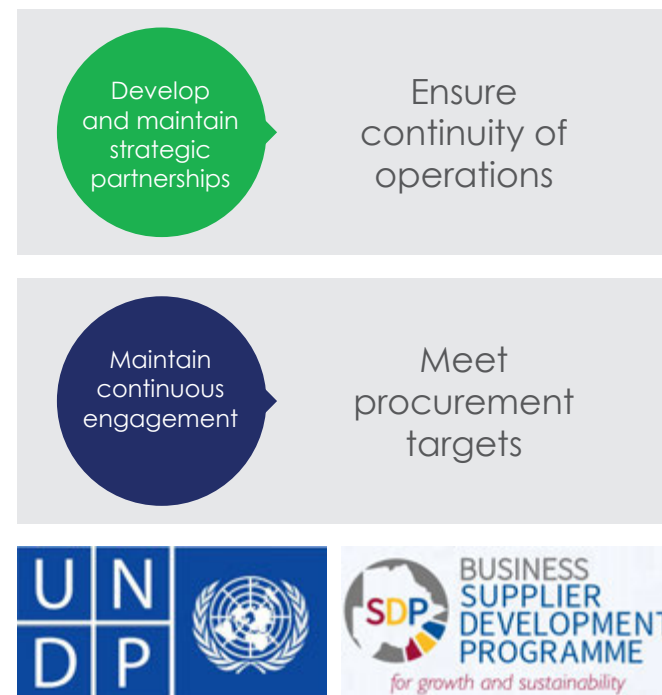 Develop
and maintain
strategic
partnerships
Ensure
continuity of
operations
Maintain
continuous
engagement
Meet
procurement
targets
U N
D P
SDP
BUSINESS
SUPPLIER
DEVELOPMENT
PROGRAMME
for growth and sustainability